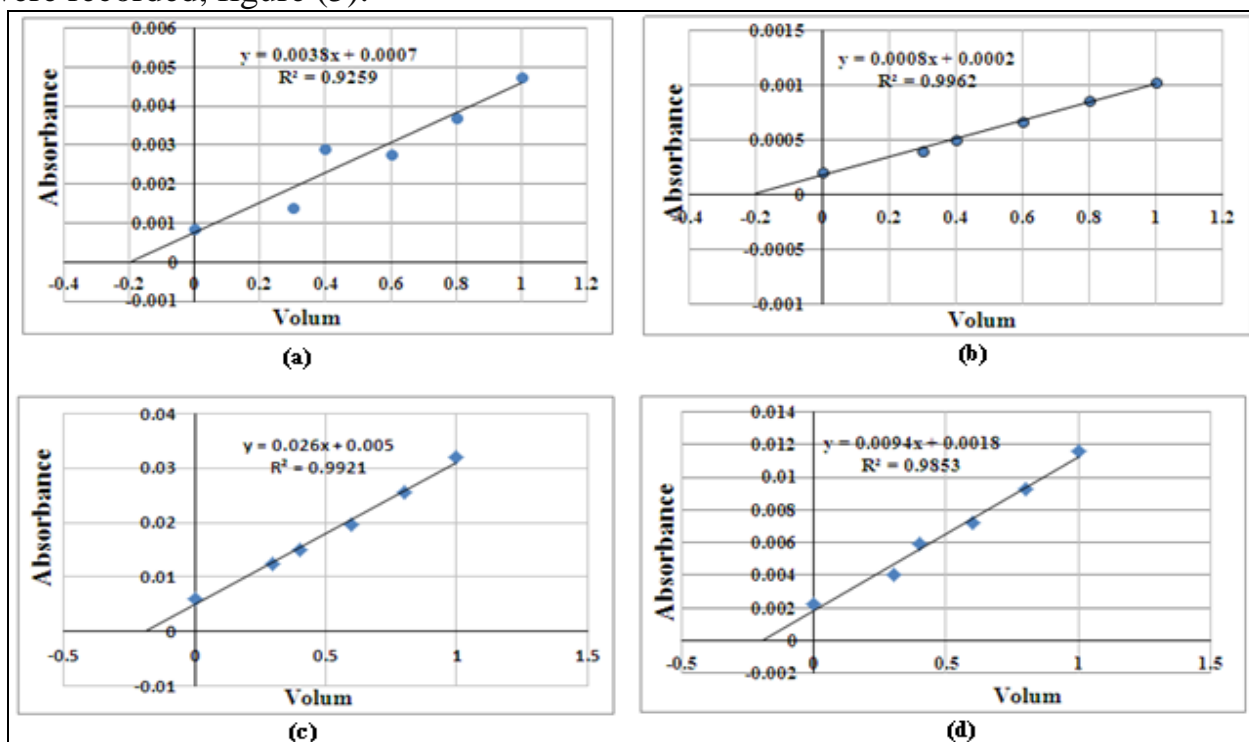 were recorded, figure (3).
0.006
y = 0.0038x + 0.0007
R² = 0.9259
0.005
0.004
0.003
0.002
0.001
0
-0.001
-0.4 -0.2 0 0.2 0.4 0.6 0.8 1 1.2
Absorbance
Volum
(a)
0.0015
y = 0.0008x + 0.0002
R² = 0.9962
0.001
0.0005
0
-0.0005
-0.001
-0.4 -0.2 0 0.2 0.4 0.6 0.8 1 1.2
Absorbance
Volum
(b)
0.04
y = 0.026x + 0.005
R² = 0.9921
0.03
0.02
0.01
0
-0.01
-0.5 0 0.5 1 1.5
Absorbance
Volum
(c)
0.014
y = 0.0094x + 0.0018
R² = 0.9853
0.012
0.01
0.008
0.006
0.004
0.002
0
-0.002
-0.5 0 0.5 1 1.5
Absorbance
Volum
(d)